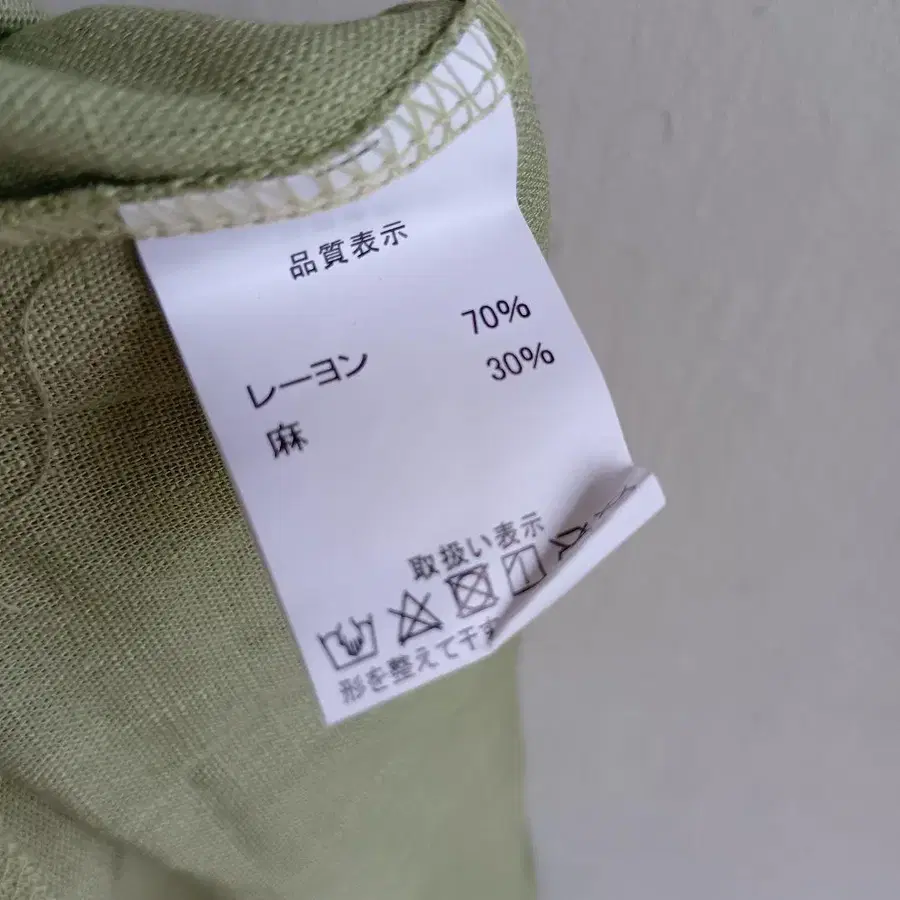 品質表示
レーヨン 70%
麻 30%
取扱い表示
形を整えて干す